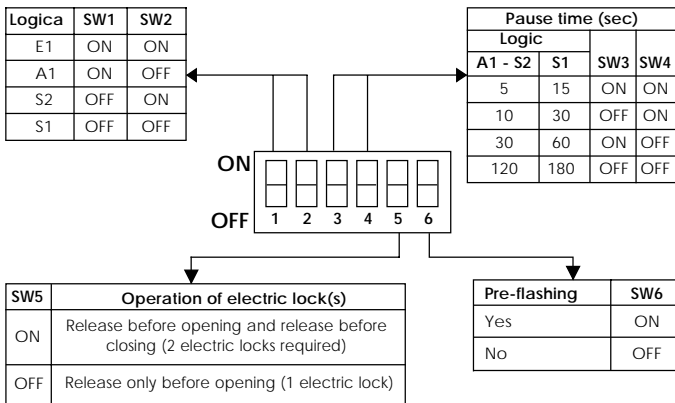 Logica SW1 SW2
E1 ON ON
A1 ON OFF
S2 OFF ON
S1 OFF OFF
Pause time (sec)
Logic
A1 - S2 S1 SW3 SW4
5 15 ON ON
10 30 OFF ON
30 60 ON OFF
120 180 OFF OFF
ON
OFF
1 2 3 4 5 6
SW5 Operation of electric lock(s)
ON Release before opening and release before
closing (2 electric locks required)
OFF Release only before opening (1 electric lock)
Pre-flashing SW6
Yes ON
No OFF